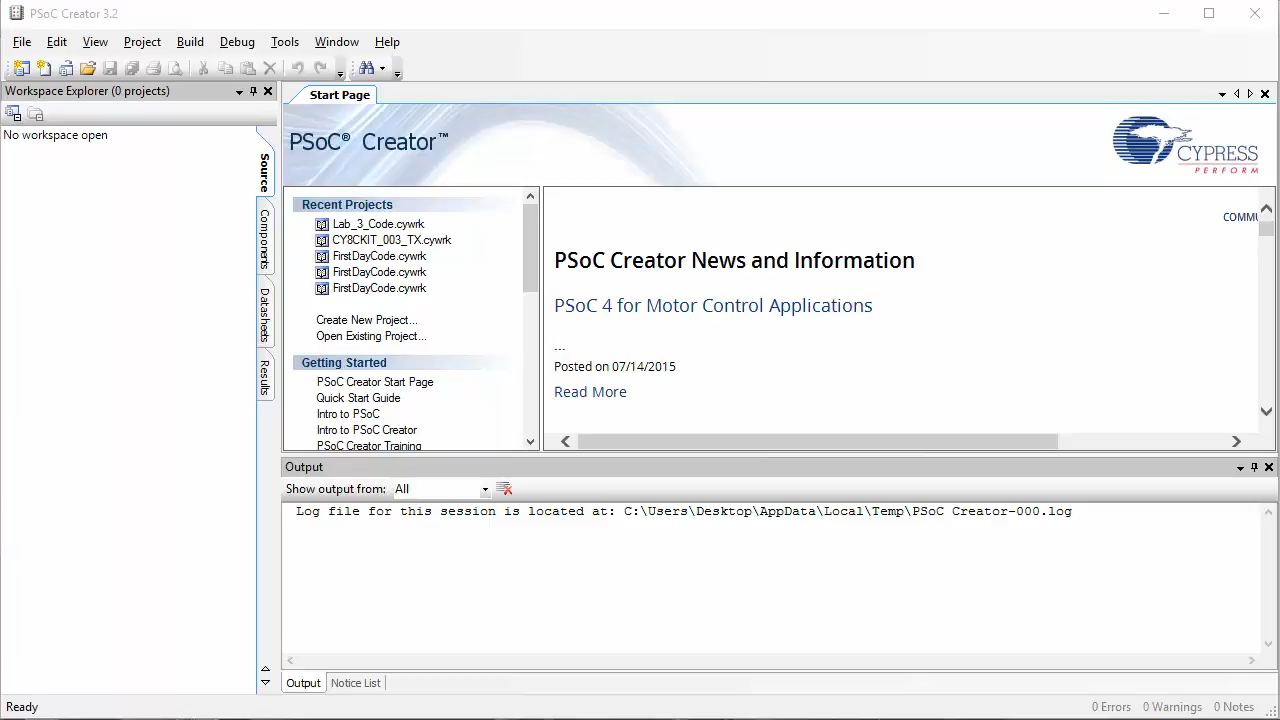 PSoC Creator 3.2
File Edit View Project Build Debug Tools Window Help
Workspace Explorer (0 projects)
No workspace open
Source
Components
Datasheets
Results
Start Page
PSoC® Creator™
CYPRESS
PERFORM
Recent Projects
Lab_3_Code.cywrk
CY8CKIT_003_TX.cywrk
FirstDayCode.cywrk
FirstDayCode.cywrk
FirstDayCode.cywrk
Create New Project...
Open Existing Project...
Getting Started
PSoC Creator Start Page
Quick Start Guide
Intro to PSoC
Intro to PSoC Creator
PSoC Creator Training
COMMU
PSoC Creator News and Information
PSoC 4 for Motor Control Applications
...
Posted on 07/14/2015
Read More
Output
Show output from: All
Log file for this session is located at: C:\Users\Desktop\AppData\Local\Temp\PSoC Creator-000.log
Output Notice List
Ready 0 Errors 0 Warnings 0 Notes